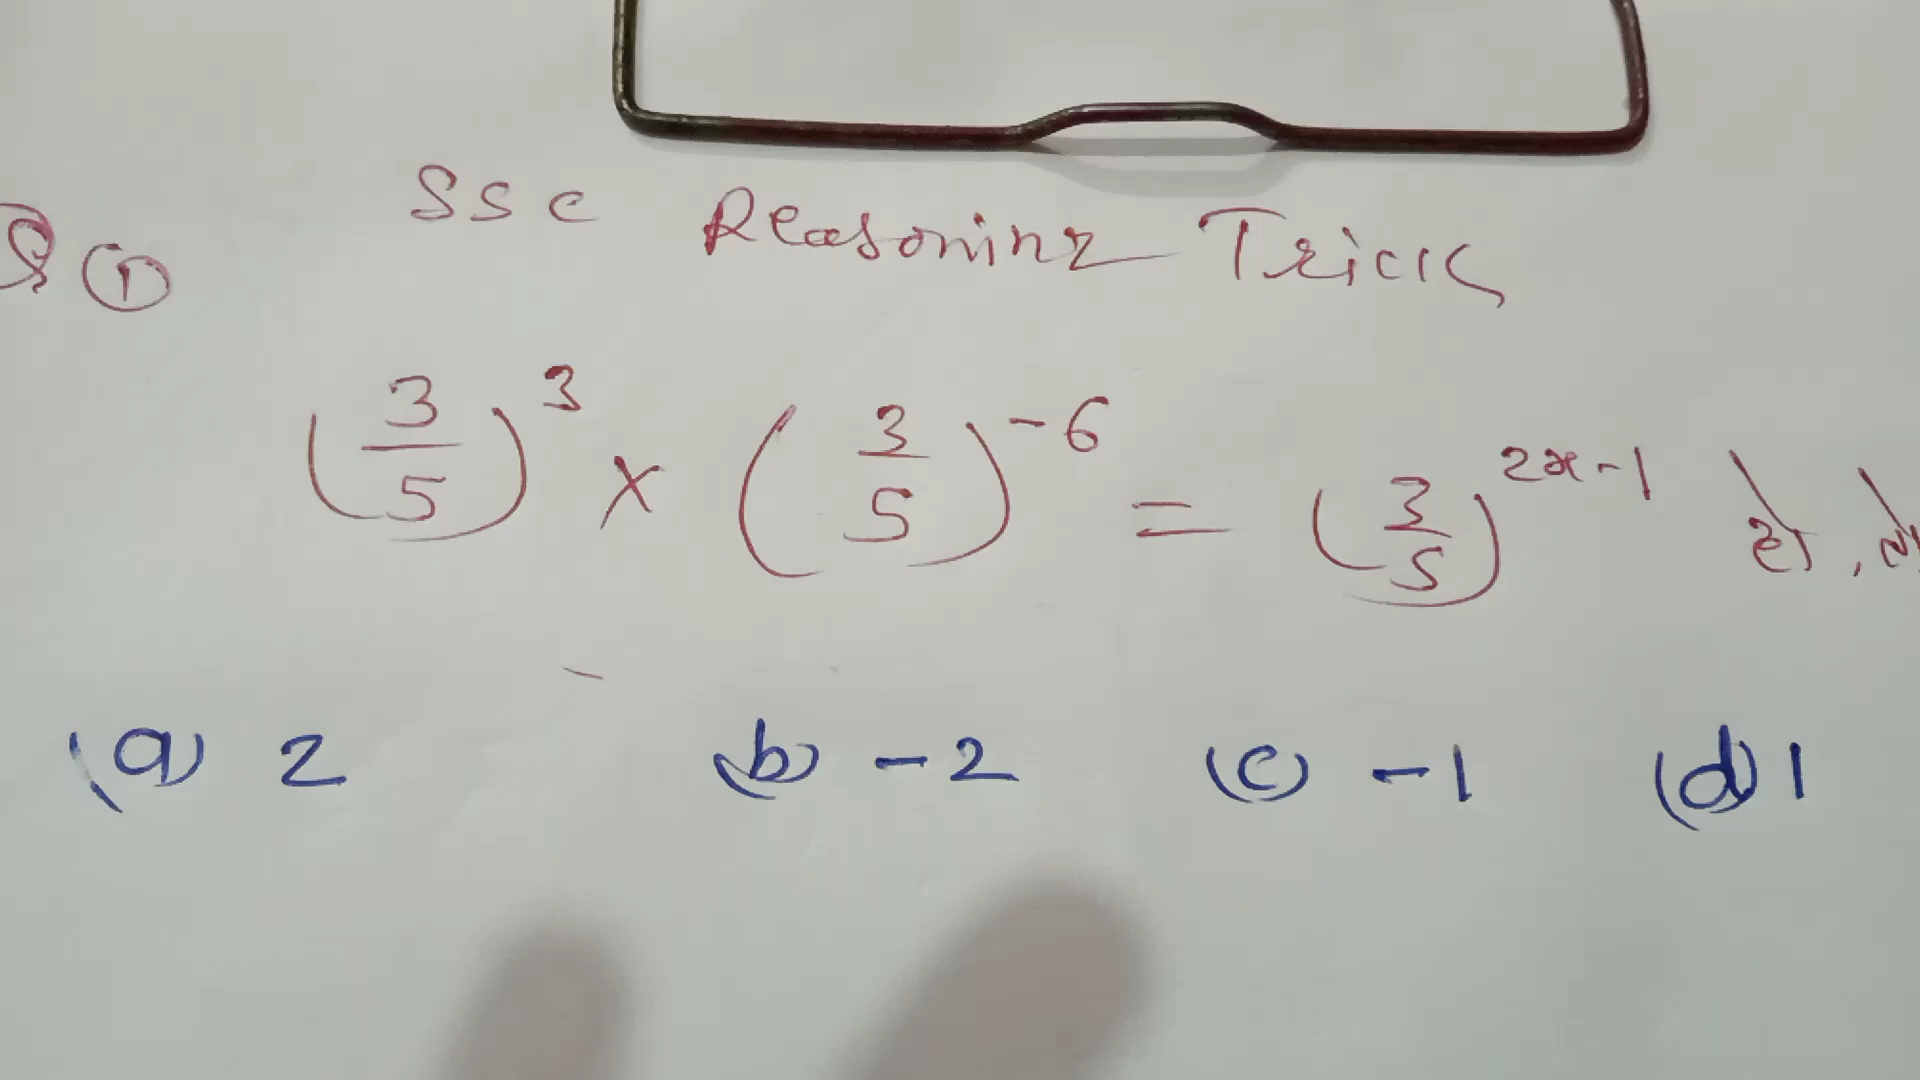 SSC Reasoning Trick
Q ①
(3/5)^3 × (3/5)^-6 = (3/5)^2x-1 है, तो
(a) 2 (b) -2 (c) -1 (d) 1